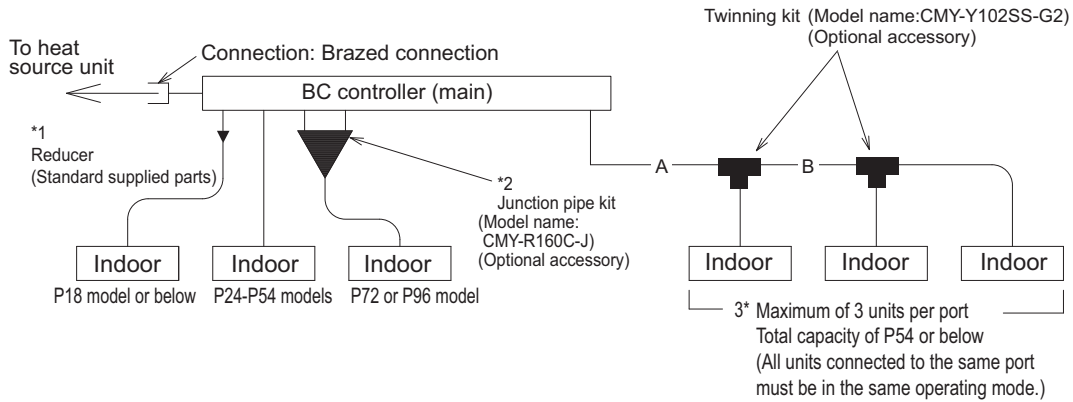 Twinning kit (Model name:CMY-Y102SS-G2)
(Optional accessory)
To heat
source unit
Connection: Brazed connection
BC controller (main)
*1
Reducer
(Standard supplied parts)
*2
Junction pipe kit
(Model name:
CMY-R160C-J)
(Optional accessory)
A
B
Indoor
Indoor
Indoor
Indoor
Indoor
Indoor
P18 model or below
P24-P54 models
P72 or P96 model
3* Maximum of 3 units per port
Total capacity of P54 or below
(All units connected to the same port
must be in the same operating mode.)